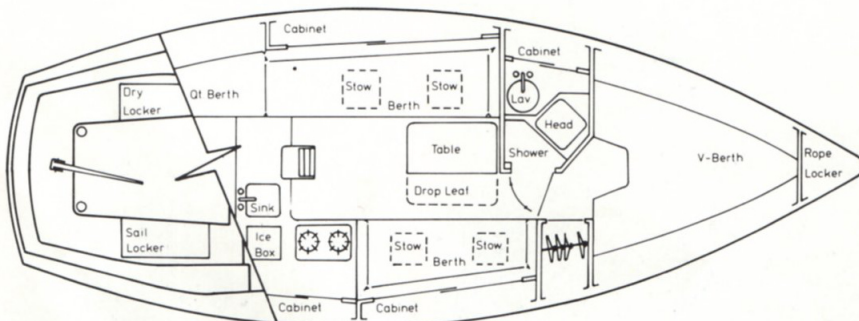 Cabinet
Cabinet
Dry
Locker
Qt. Berth
Stow
Berth
Stow
Lav
Head
Table
Shower
V-Berth
Rope
Locker
Drop Leaf
Sink
Sail
Locker
Ice
Box
Stow
Berth
Stow
Cabinet
Cabinet